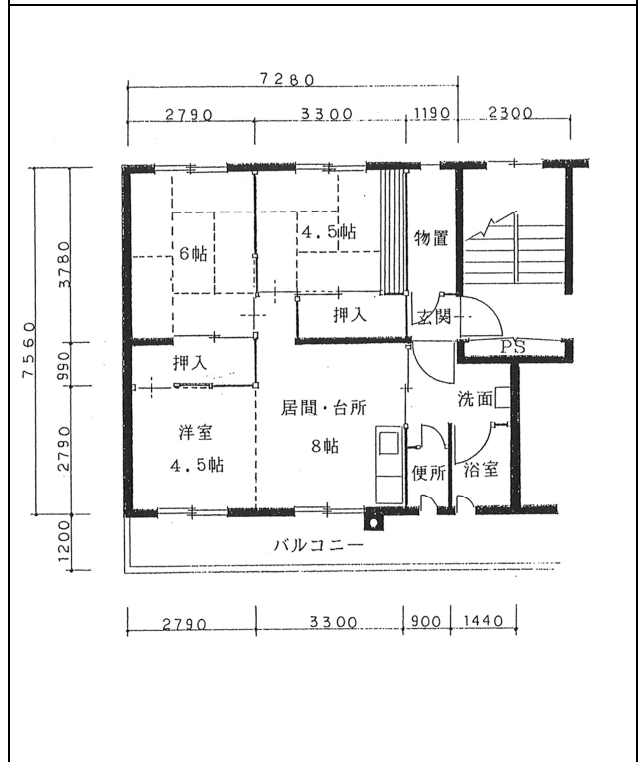 7280
2790 3300 1190 2300
3780
990
7560
2790
1200
6帖
4.5帖
物置
押入
玄関
PS
押入
居間・台所
8帖
洋室
4.5帖
洗面
便所
浴室
バルコニー
2790 3300 900 1440